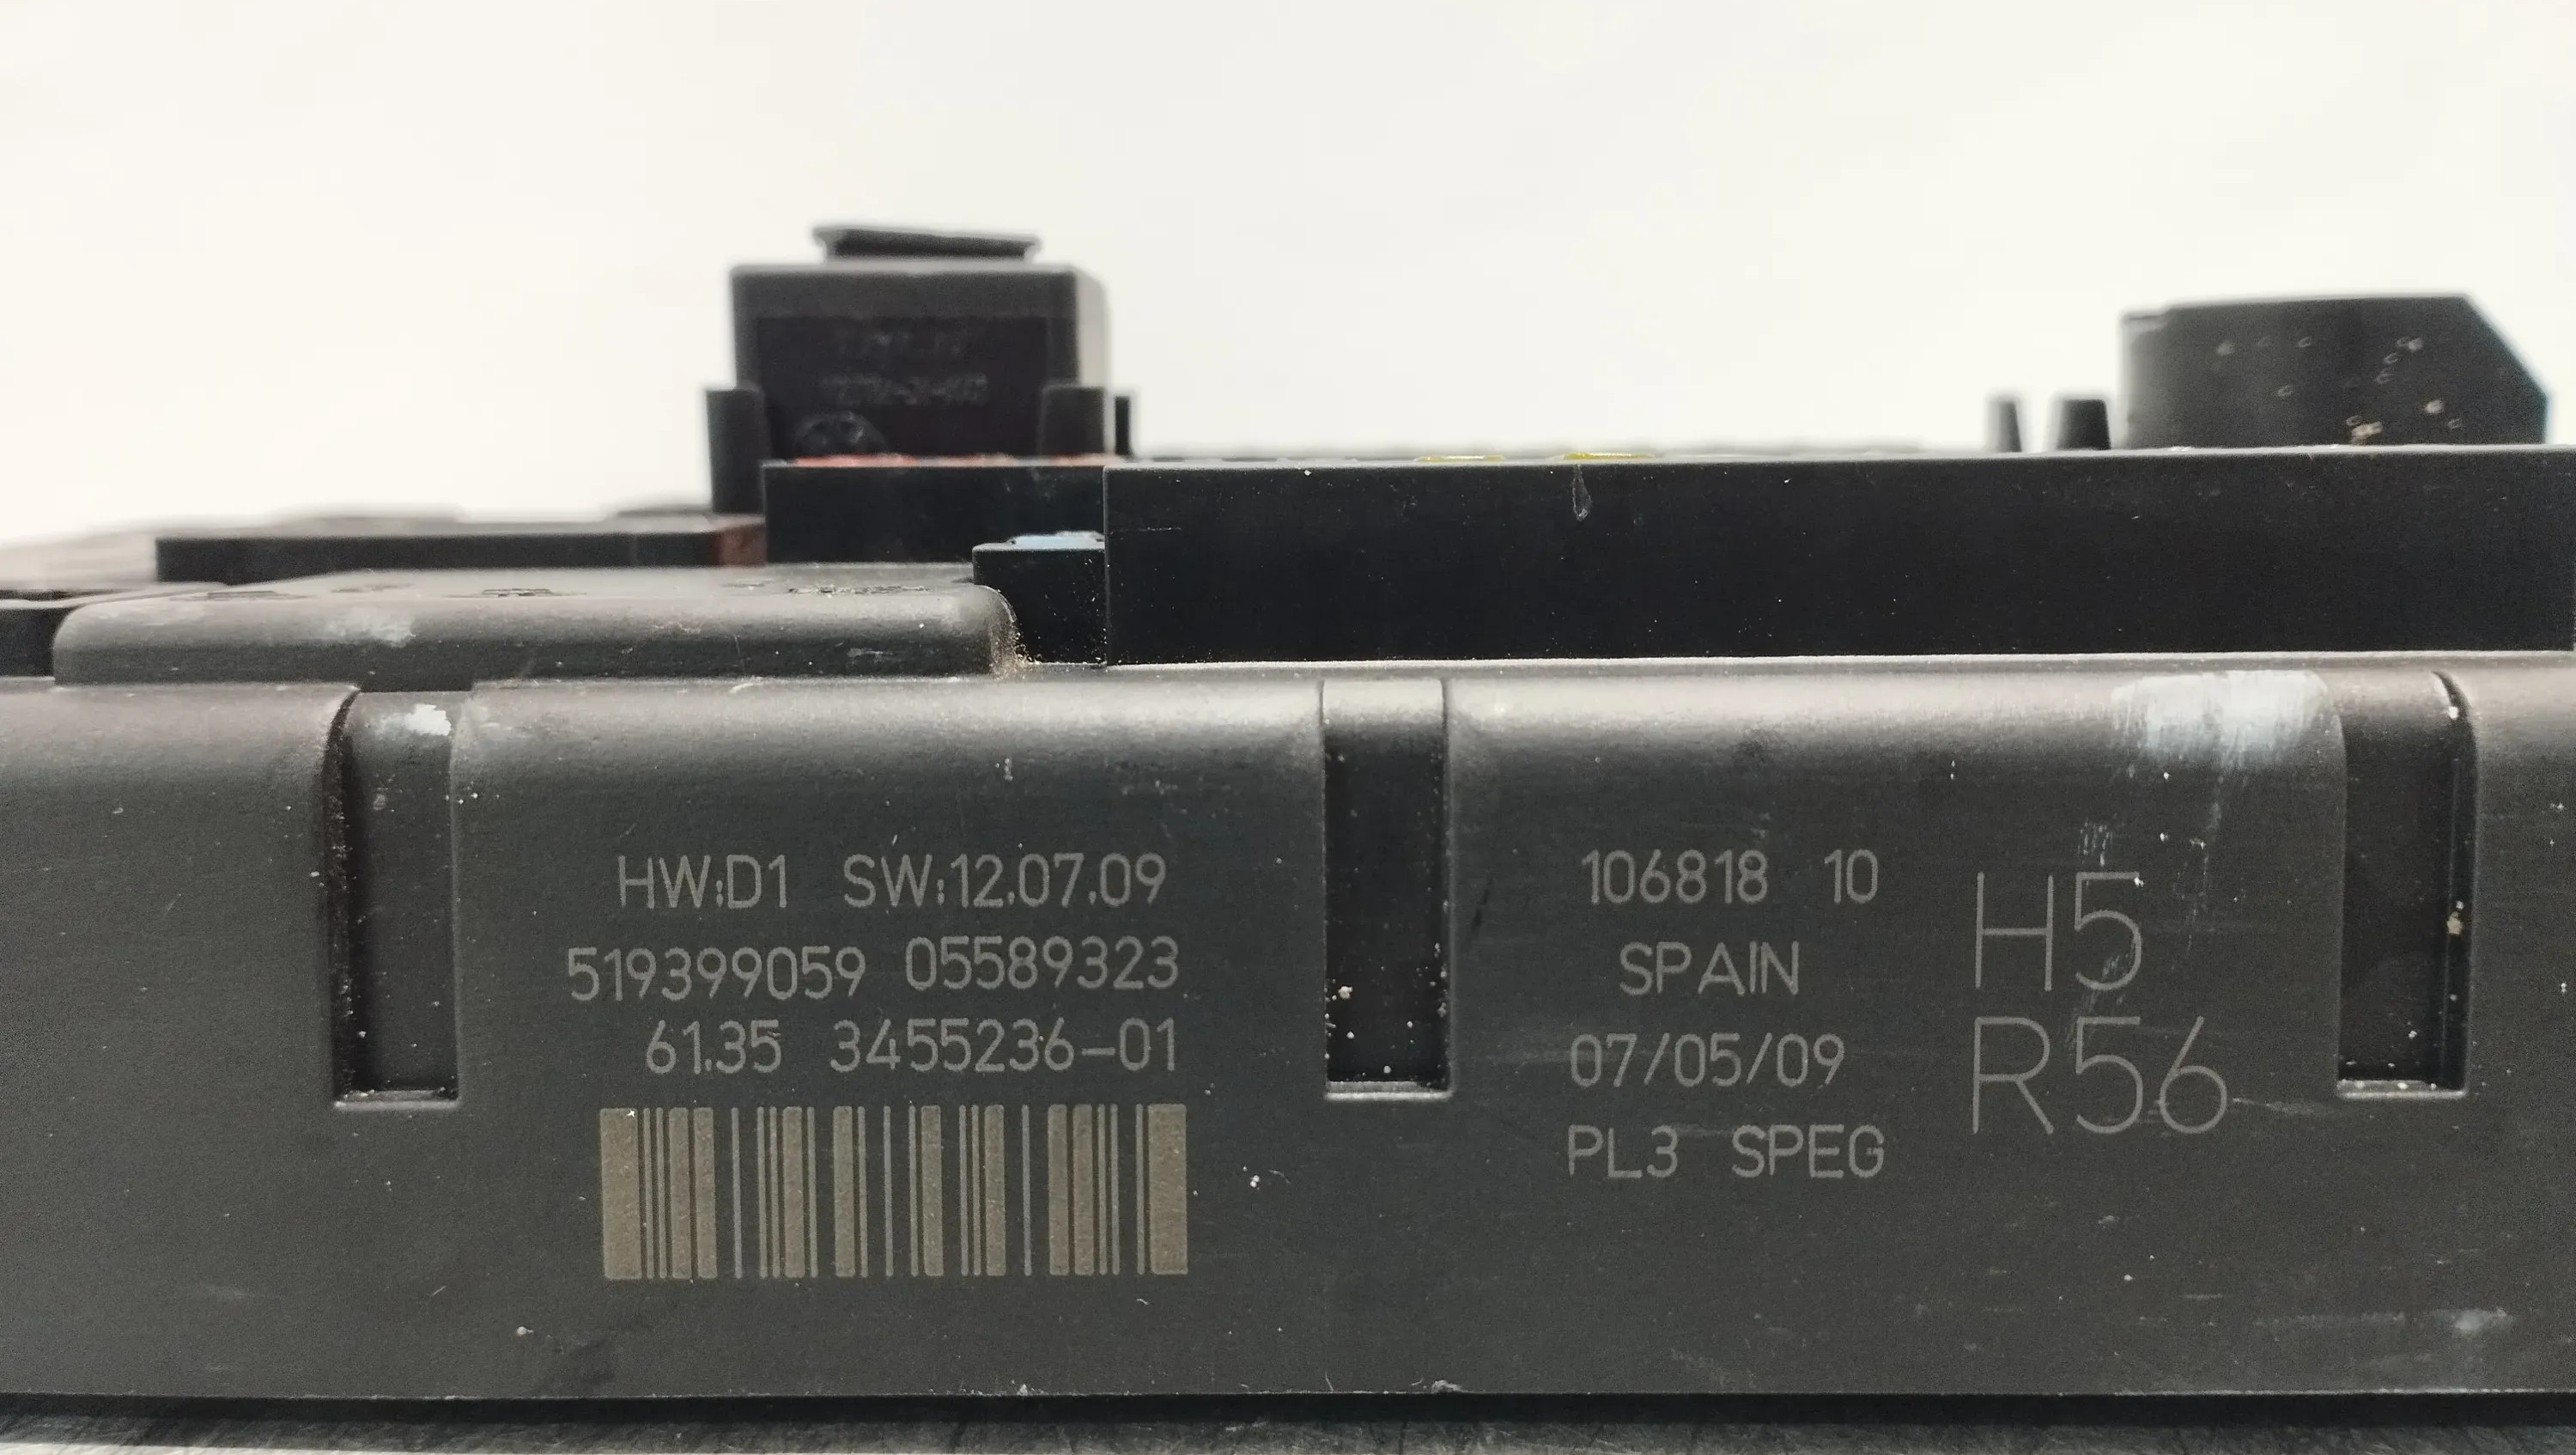 HW:D1 SW:12.07.09
519399059 05589323
61.35 3455236-01
106818 10
SPAIN
07/05/09
PL3 SPEG
H5
R56